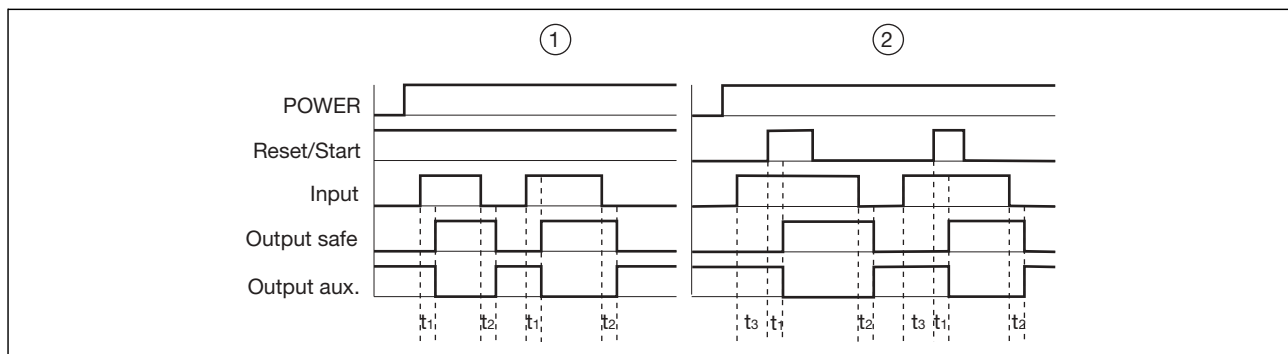 ① ②
POWER
Reset/Start
Input
Output safe
Output aux.
t1 t2 t1 t2 t3 t1 t2 t3 t1 t2